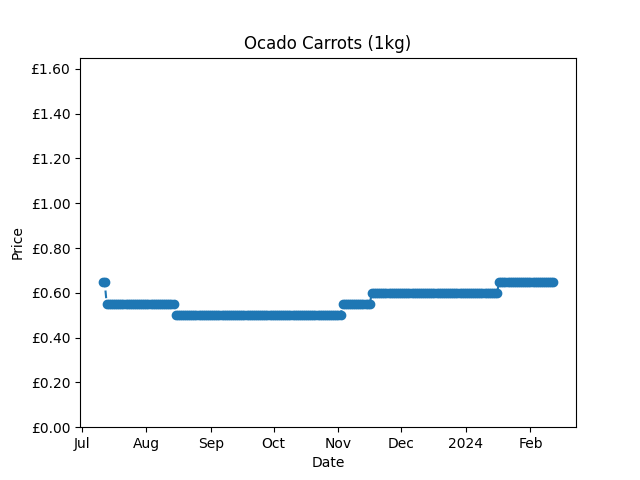 Ocado Carrots (1kg)
£1.60
£1.40
£1.20
£1.00
£0.80
£0.60
£0.40
£0.20
£0.00
Price
Jul Aug Sep Oct Nov Dec 2024 Feb
Date